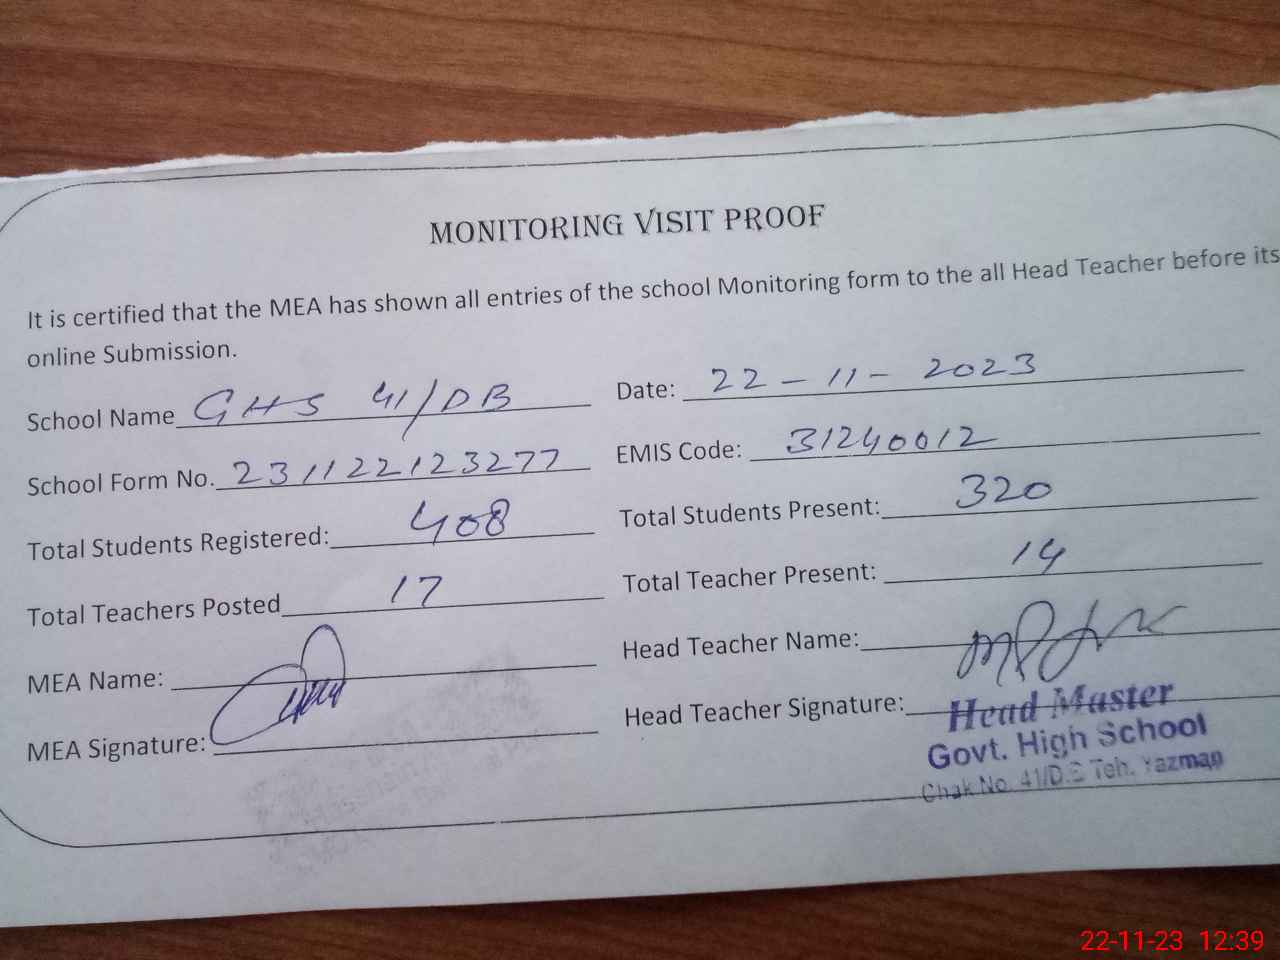 MONITORING VISIT PROOF
It is certified that the MEA has shown all entries of the school Monitoring form to the all Head Teacher before its
online Submission.
School Name GHS 41/DB Date: 22-11-2023
School Form No. 231122123277 EMIS Code: 31240012
Total Students Registered: 408 Total Students Present: 320
Total Teachers Posted 17 Total Teacher Present: 14
MEA Name: Head Teacher Name:
MEA Signature: Head Teacher Signature:
Head Master
Govt. High School
Chak No. 41/D.B Teh. Yazman
22-11-23 12:39